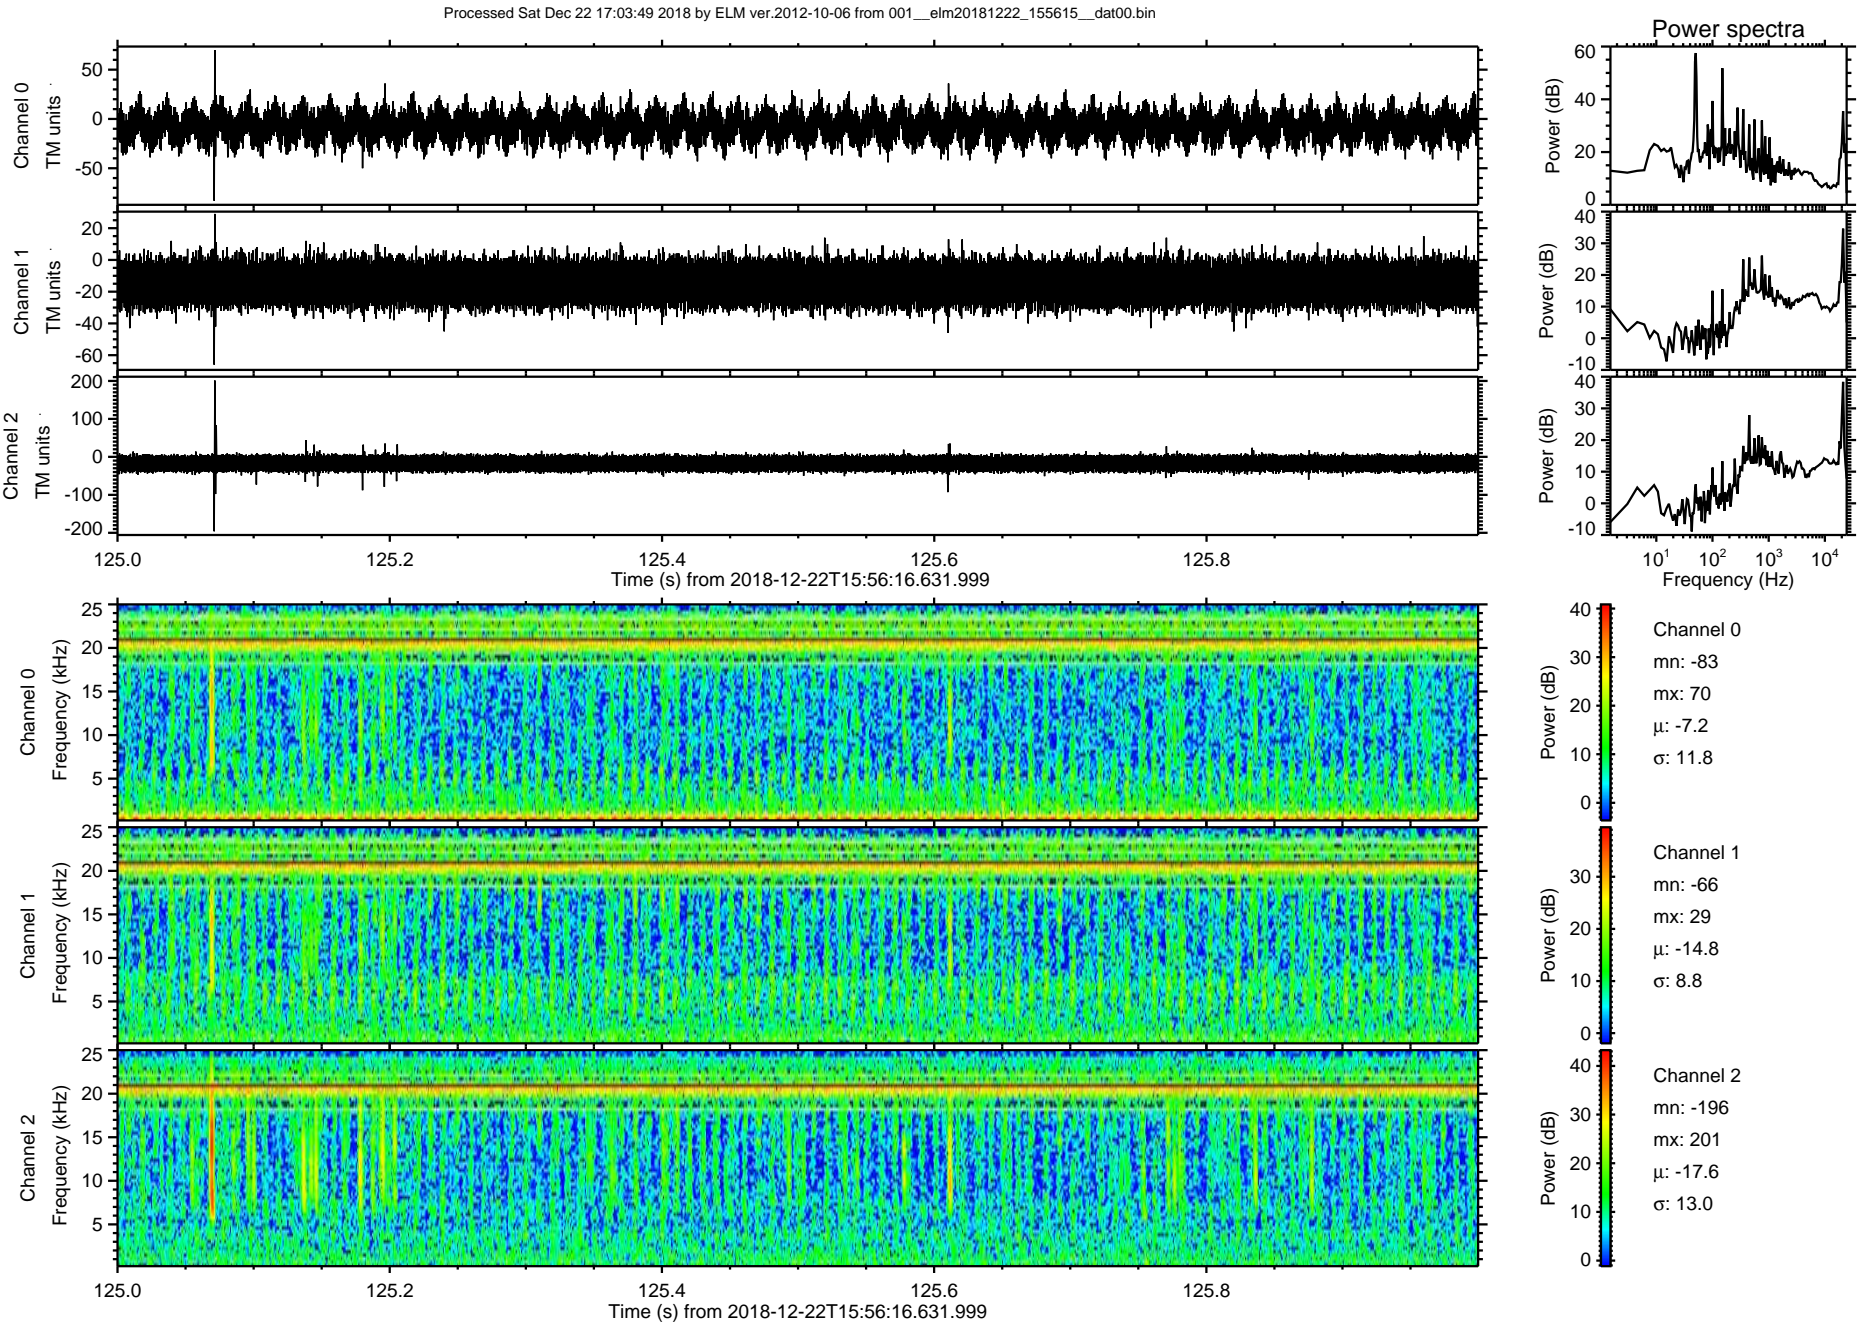 Processed Sat Dec 22 17:03:49 2018 by ELM ver.2012-10-06 from 001__elm20181222_155615__dat00.bin
Power spectra
Channel 0
TM units
50
0
-50
Power (dB)
60
40
20
0
Channel 1
TM units
20
0
-20
-40
-60
Power (dB)
40
30
20
10
0
-10
Channel 2
TM units
200
100
0
-100
-200
Power (dB)
40
30
20
10
0
-10
125.0 125.2 125.4 125.6 125.8
Time (s) from 2018-12-22T15:56:16.631.999
10¹ 10² 10³ 10⁴
Frequency (Hz)
Channel 0
Frequency (kHz)
25
20
15
10
5
Power (dB)
40
30
20
10
0
Channel 0
mn: -83
mx: 70
μ: -7.2
σ: 11.8
Channel 1
Frequency (kHz)
25
20
15
10
5
Power (dB)
30
20
10
0
Channel 1
mn: -66
mx: 29
μ: -14.8
σ: 8.8
Channel 2
Frequency (kHz)
25
20
15
10
5
Power (dB)
40
30
20
10
0
Channel 2
mn: -196
mx: 201
μ: -17.6
σ: 13.0
125.0 125.2 125.4 125.6 125.8
Time (s) from 2018-12-22T15:56:16.631.999